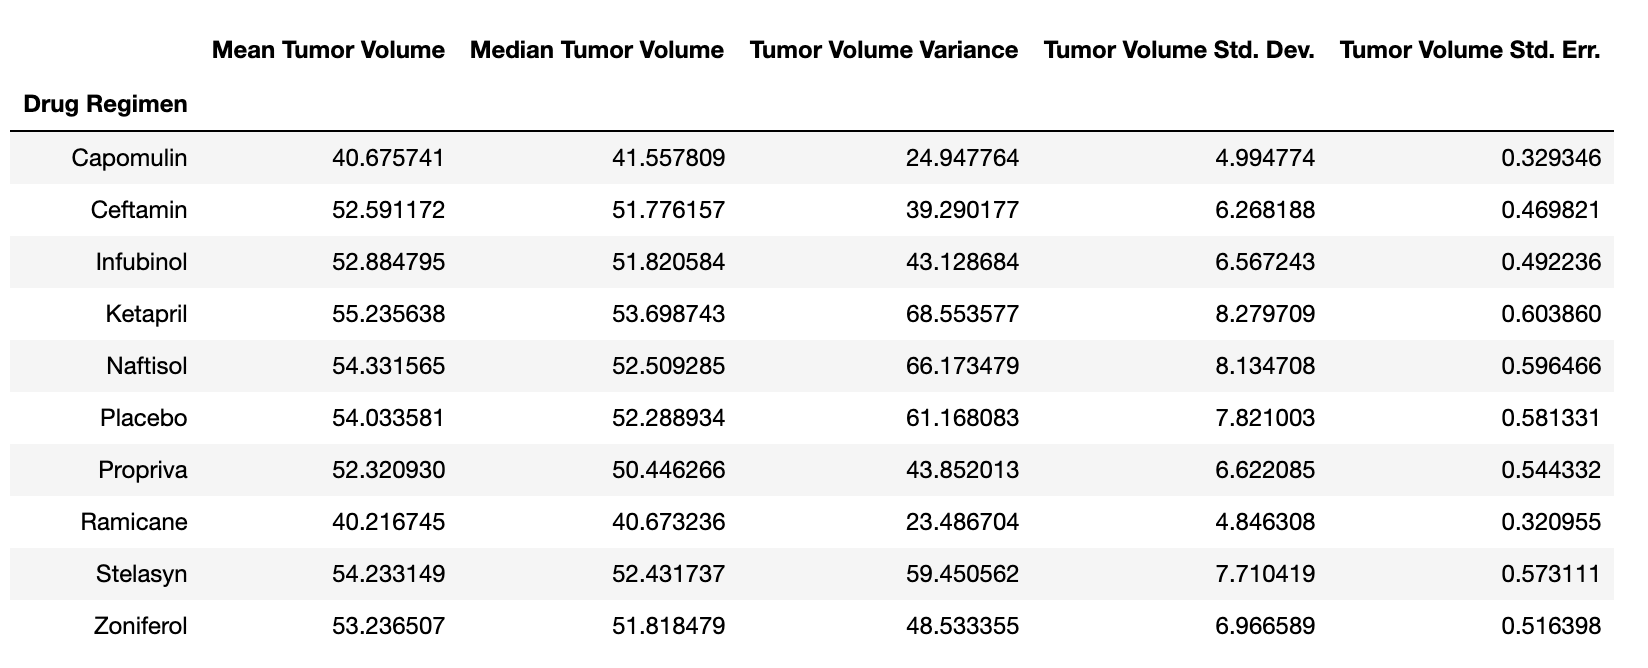 Mean Tumor Volume Median Tumor Volume Tumor Volume Variance Tumor Volume Std. Dev. Tumor Volume Std. Err.
Drug Regimen
Capomulin 40.675741 41.557809 24.947764 4.994774 0.329346
Ceftamin 52.591172 51.776157 39.290177 6.268188 0.469821
Infubinol 52.884795 51.820584 43.128684 6.567243 0.492236
Ketapril 55.235638 53.698743 68.553577 8.279709 0.603860
Naftisol 54.331565 52.509285 66.173479 8.134708 0.596466
Placebo 54.033581 52.288934 61.168083 7.821003 0.581331
Propriva 52.320930 50.446266 43.852013 6.622085 0.544332
Ramicane 40.216745 40.673236 23.486704 4.846308 0.320955
Stelasyn 54.233149 52.431737 59.450562 7.710419 0.573111
Zoniferol 53.236507 51.818479 48.533355 6.966589 0.516398